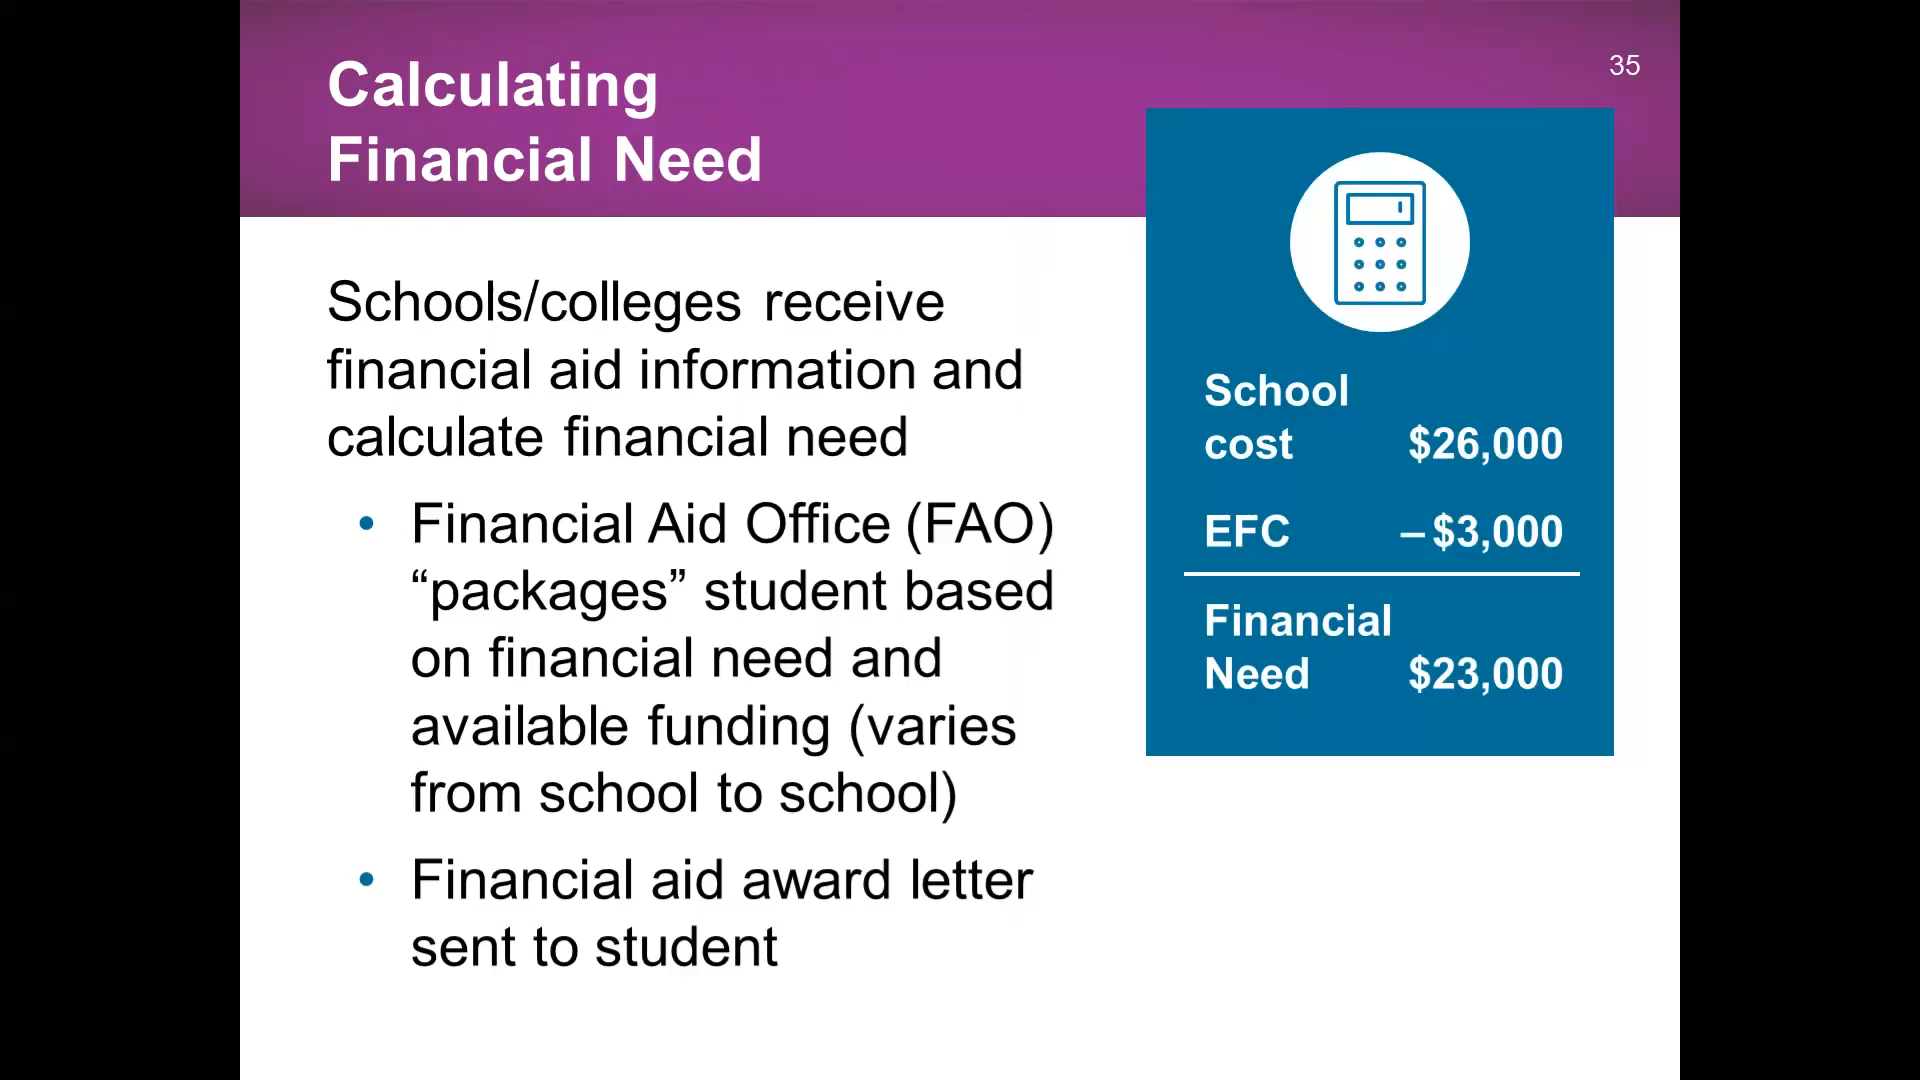 Calculating
Financial Need
35
Schools/colleges receive
financial aid information and
calculate financial need
• Financial Aid Office (FAO)
“packages” student based
on financial need and
available funding (varies
from school to school)
• Financial aid award letter
sent to student
School
cost $26,000
EFC – $3,000
Financial
Need $23,000